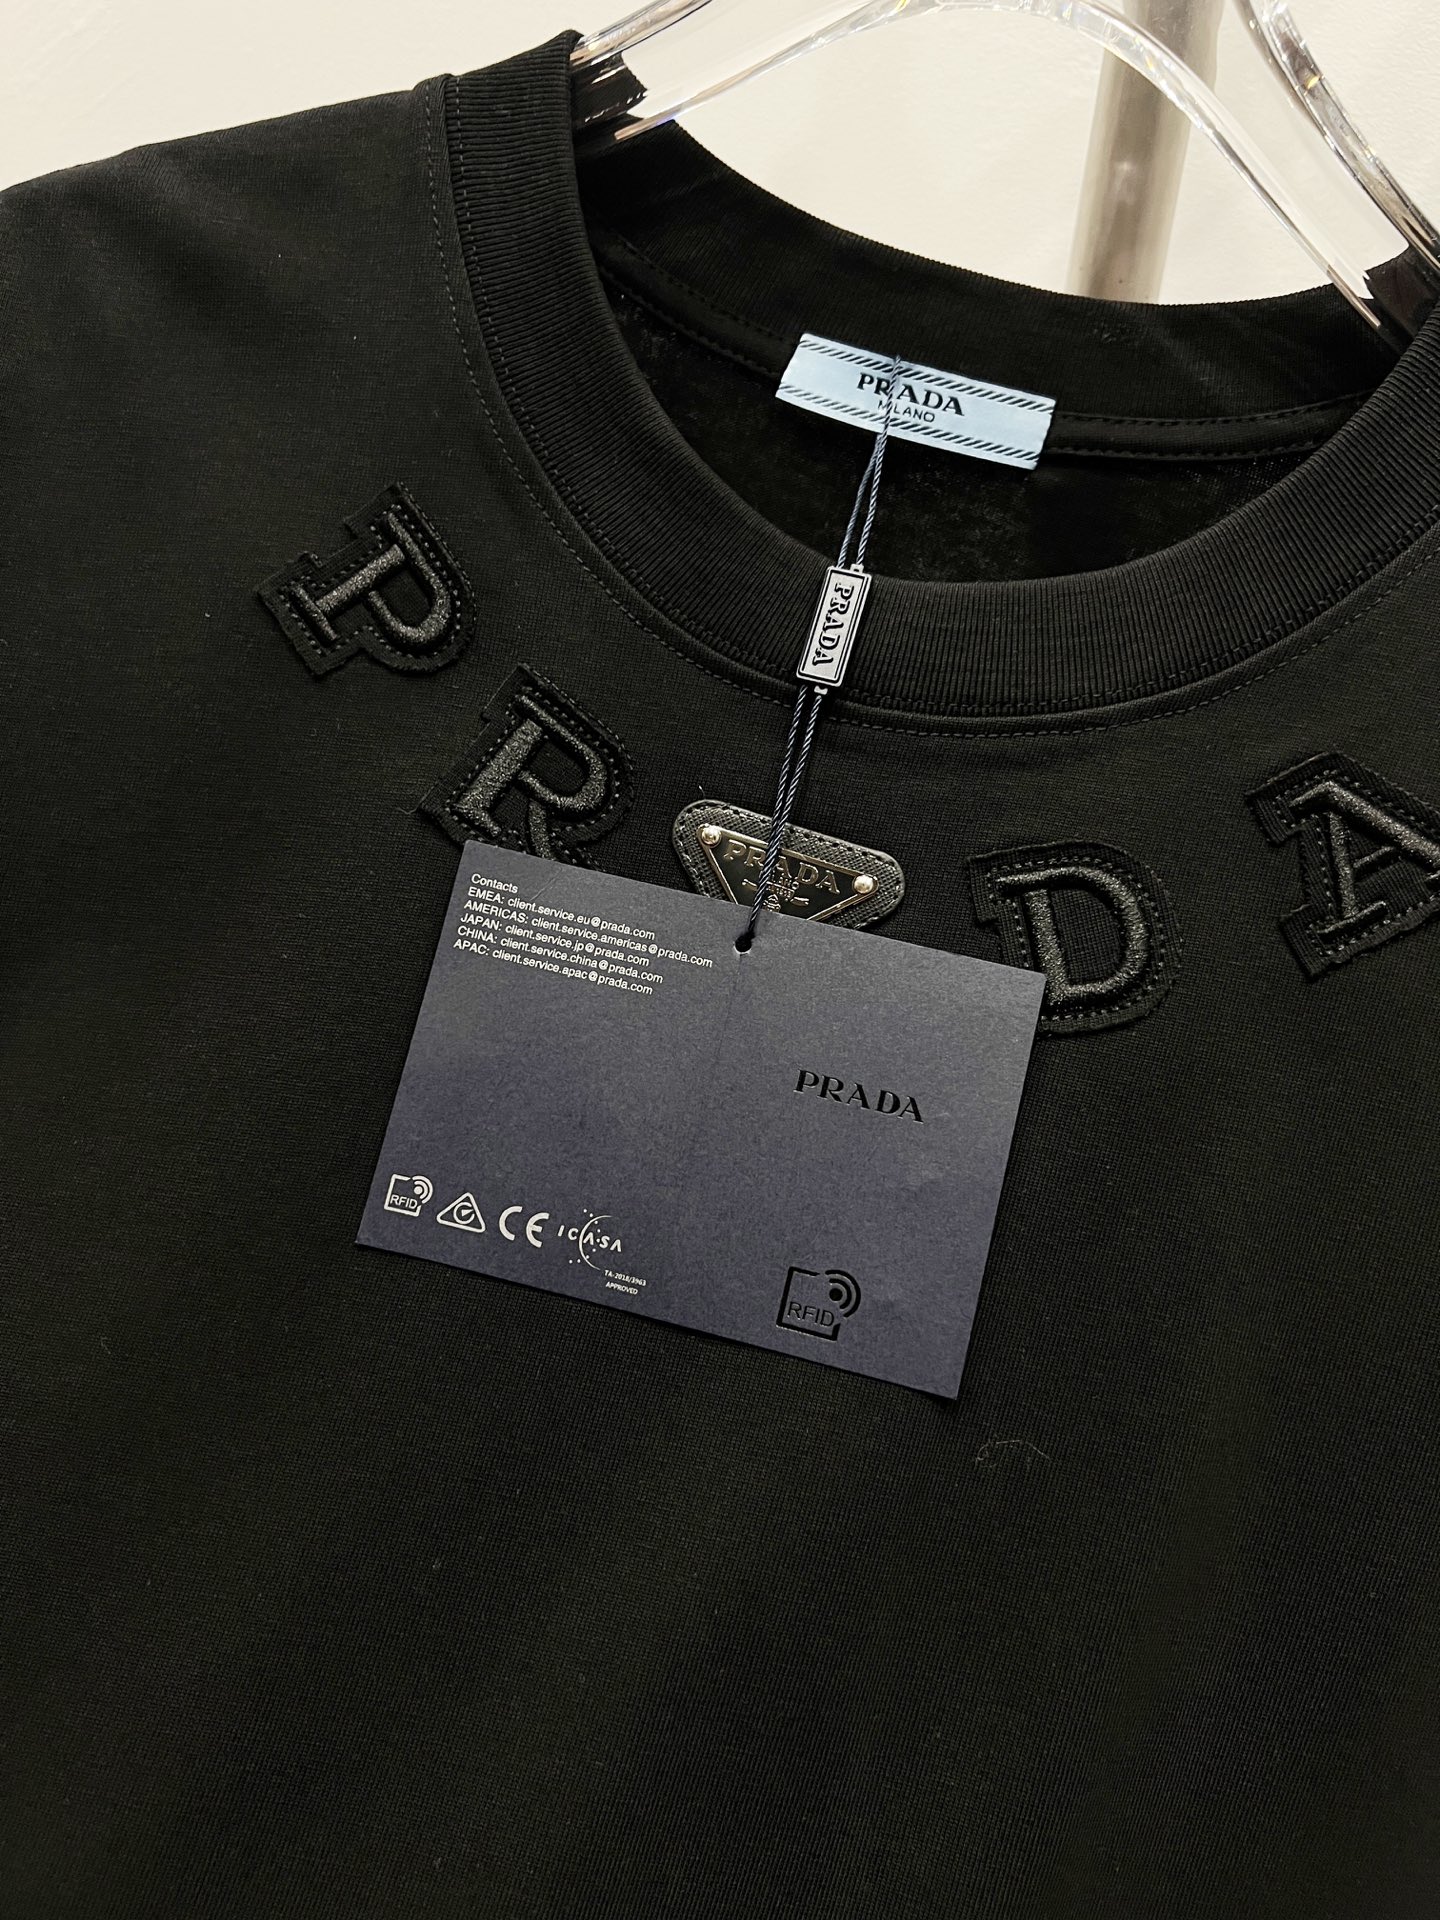 PRADA
MILANO
PRADA
P
R
D
A
PRADA
Contacts
EMEA: client.service.eu@prada.com
AMERICAS: client.service.americas@prada.com
JAPAN: client.service.jp@prada.com
CHINA: client.service.china@prada.com
APAC: client.service.apac@prada.com
PRADA
RFID
CE
ICASA
TA-2018/3963
APPROVED
RFID